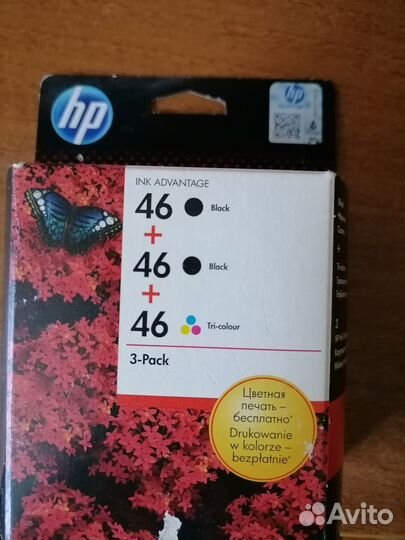 hp
hp
INK ADVANTAGE
46 Black
+
46 Black
+
46 Tri-colour
3-Pack
Цветная
печать –
бесплатно*
Drukowanie
w kolorze –
bezpłatnie*
Avito